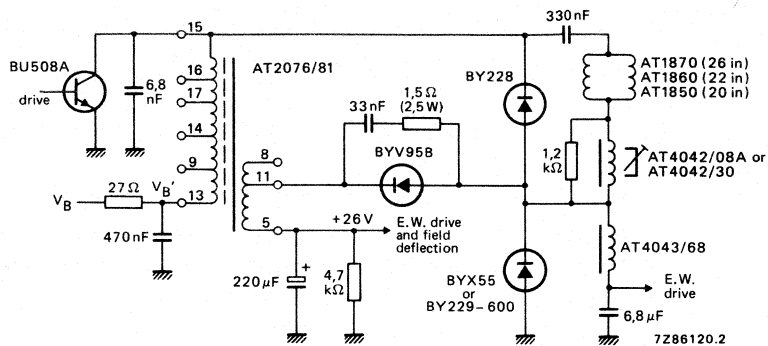 330nF
15
BU508A
6,8
nF
drive
16
17
14
9
13
AT2076/81
VB
27Ω
VB'
470nF
8
11
5
33nF
1,5Ω
(2,5W)
BYV95B
BY228
AT1870 (26 in)
AT1860 (22 in)
AT1850 (20 in)
1,2
kΩ
AT4042/08A or
AT4042/30
+26V
E.W. drive
and field
deflection
220μF
+
4,7
kΩ
BYX55
or
BY229-600
AT4043/68
E.W.
drive
6,8μF
7Z86120.2